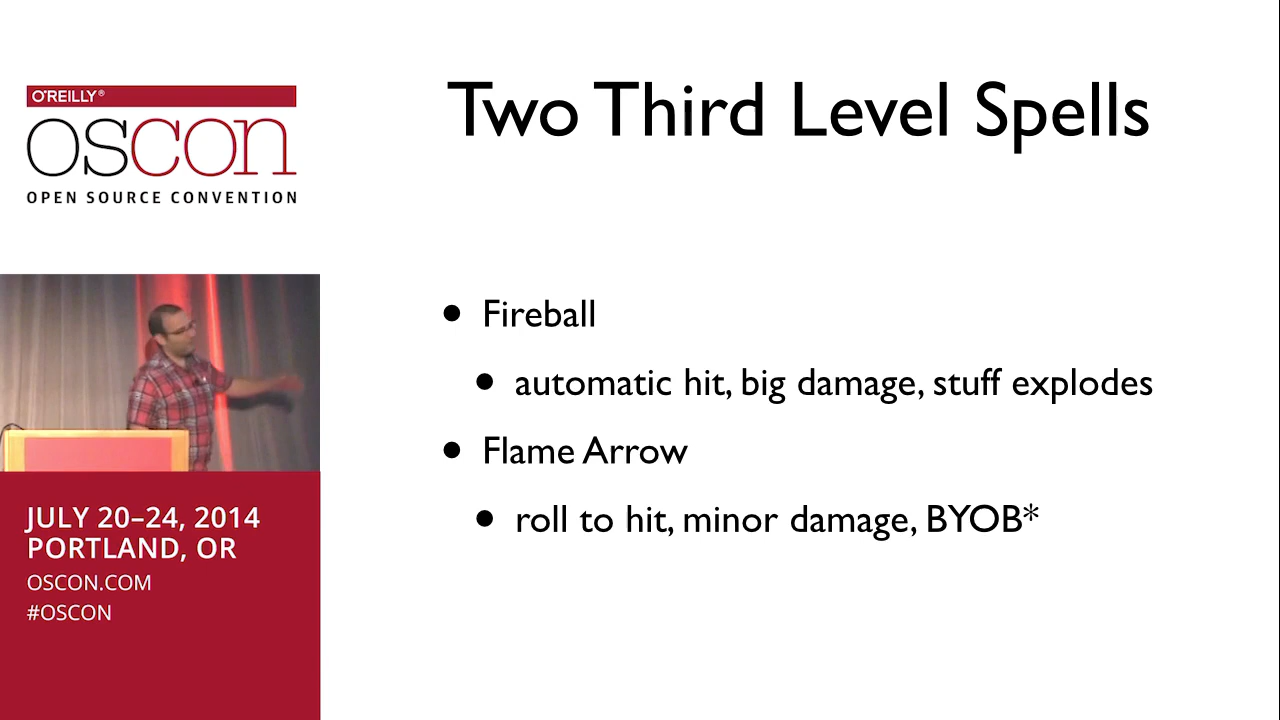 O'REILLY®
oscon
OPEN SOURCE CONVENTION
JULY 20–24, 2014
PORTLAND, OR
OSCON.COM
#OSCON
Two Third Level Spells
• Fireball
• automatic hit, big damage, stuff explodes
• Flame Arrow
• roll to hit, minor damage, BYOB*